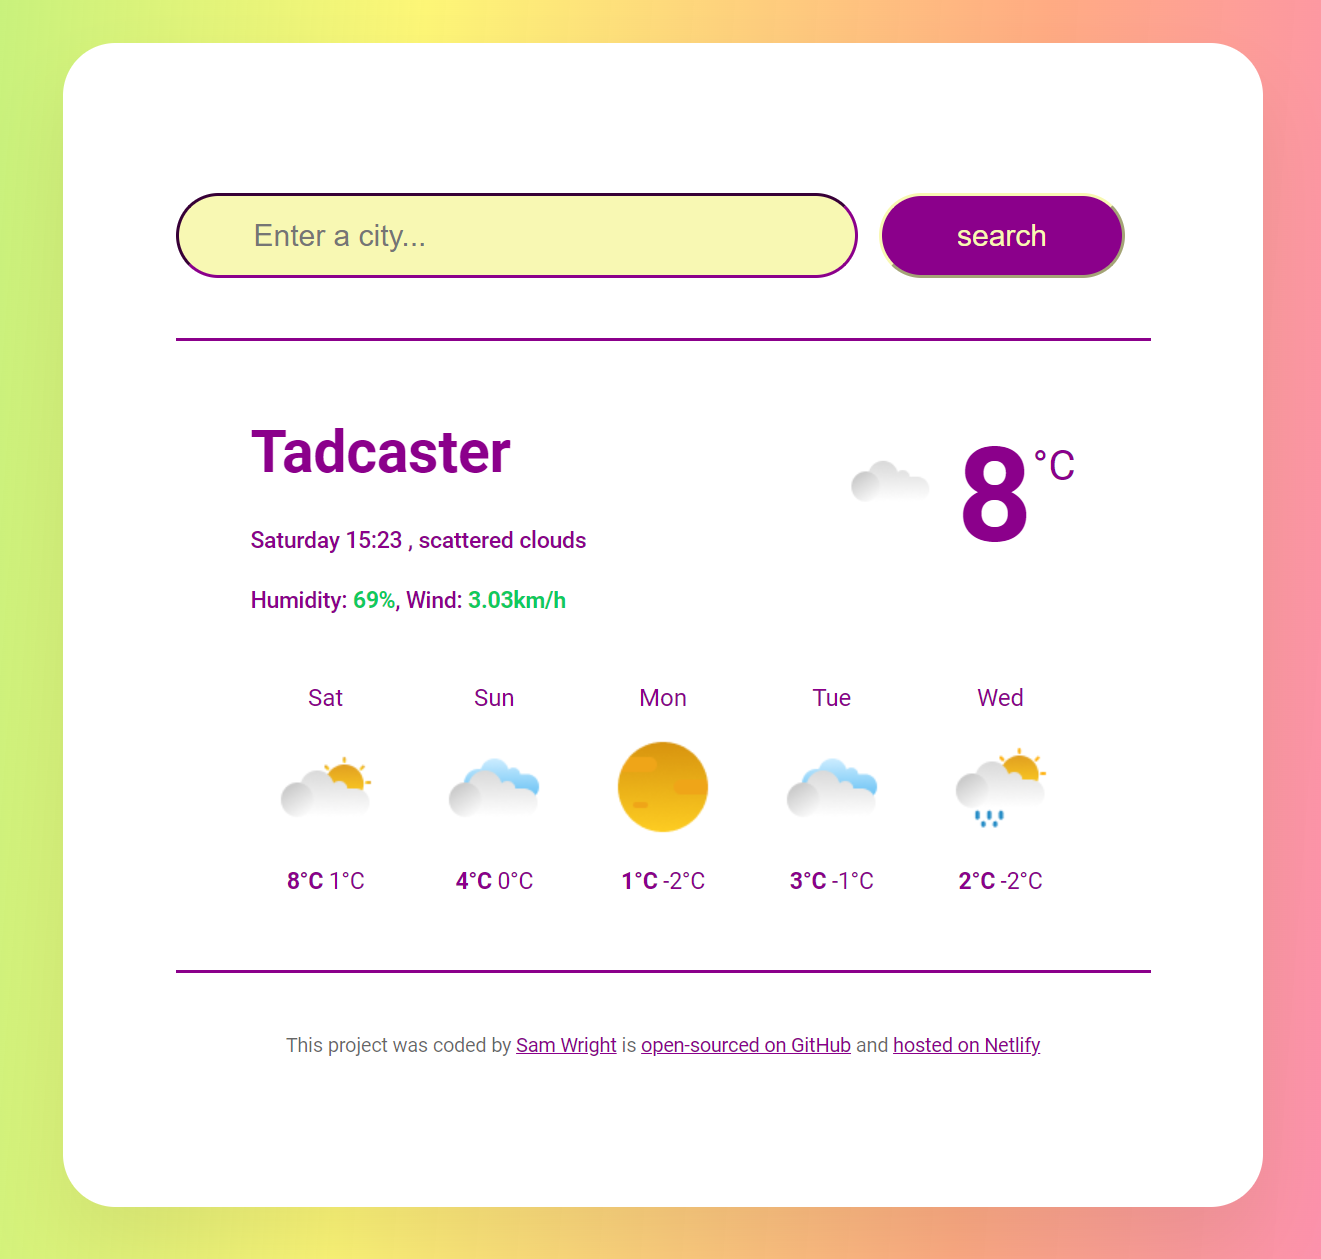 Enter a city... search
Tadcaster
8 °C
Saturday 15:23 , scattered clouds
Humidity: 69%, Wind: 3.03km/h
Sat Sun Mon Tue Wed
8°C 1°C 4°C 0°C 1°C -2°C 3°C -1°C 2°C -2°C
This project was coded by Sam Wright is open-sourced on GitHub and hosted on Netlify